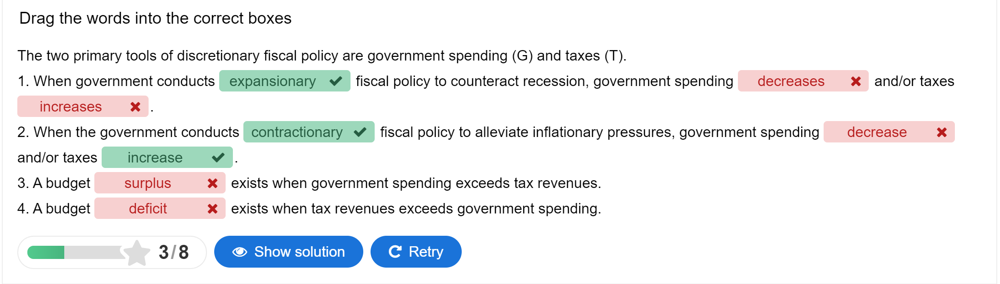 Drag the words into the correct boxes
The two primary tools of discretionary fiscal policy are government spending (G) and taxes (T).
1. When government conducts expansionary fiscal policy to counteract recession, government spending decreases and/or taxes
increases .
2. When the government conducts contractionary fiscal policy to alleviate inflationary pressures, government spending decrease
and/or taxes increase .
3. A budget surplus exists when government spending exceeds tax revenues.
4. A budget deficit exists when tax revenues exceeds government spending.
3/8 Show solution Retry